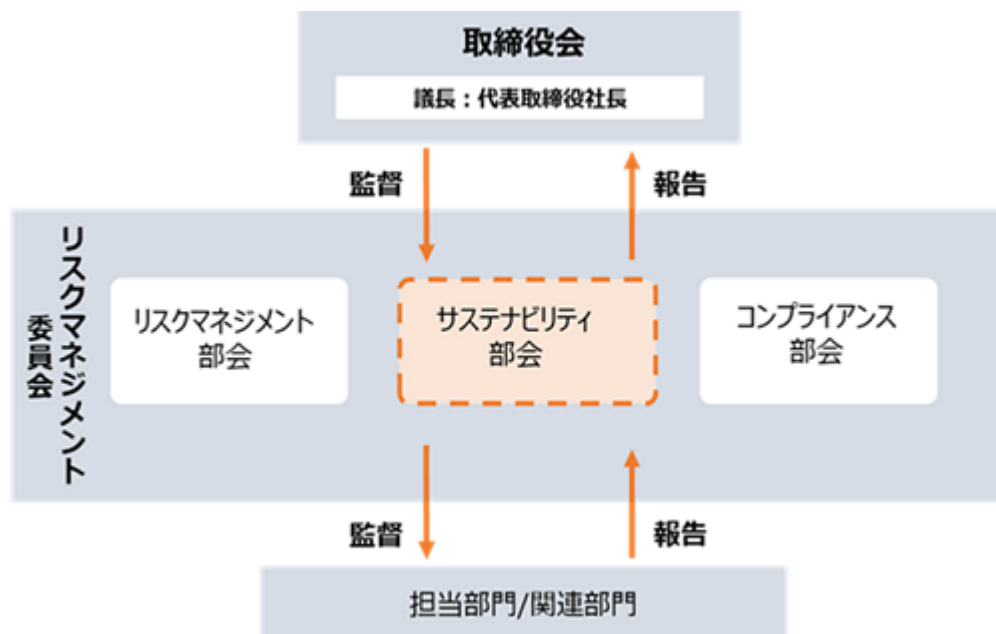 取締役会
議長：代表取締役社長
監督
報告
リスクマネジメント
委員会
リスクマネジメント
部会
サステナビリティ
部会
コンプライアンス
部会
監督
報告
担当部門/関連部門